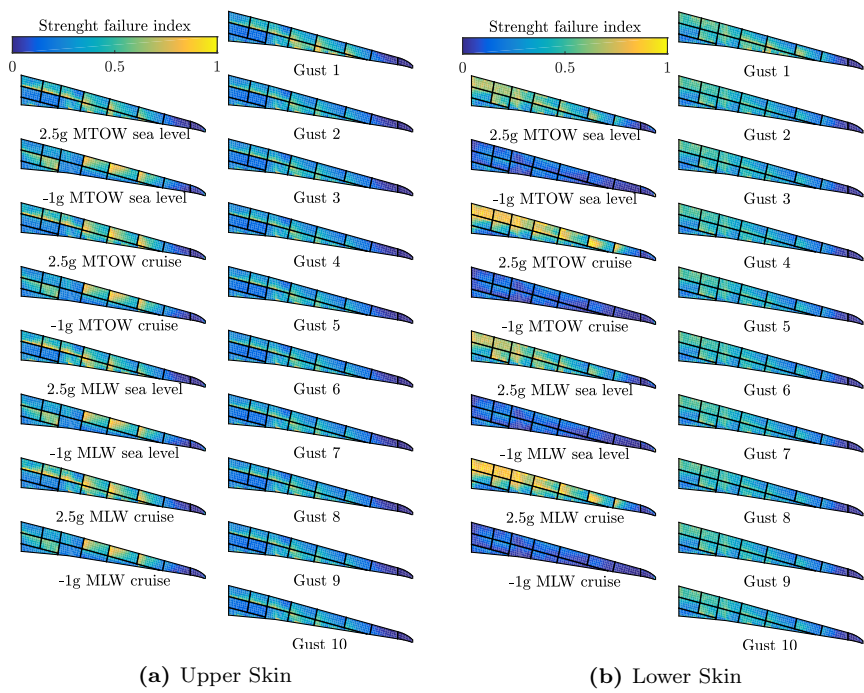 Strenght failure index
0 0.5 1
2.5g MTOW sea level
-1g MTOW sea level
2.5g MTOW cruise
-1g MTOW cruise
2.5g MLW sea level
-1g MLW sea level
2.5g MLW cruise
-1g MLW cruise
Gust 1
Gust 2
Gust 3
Gust 4
Gust 5
Gust 6
Gust 7
Gust 8
Gust 9
Gust 10
(a) Upper Skin
Strenght failure index
0 0.5 1
2.5g MTOW sea level
-1g MTOW sea level
2.5g MTOW cruise
-1g MTOW cruise
2.5g MLW sea level
-1g MLW sea level
2.5g MLW cruise
-1g MLW cruise
Gust 1
Gust 2
Gust 3
Gust 4
Gust 5
Gust 6
Gust 7
Gust 8
Gust 9
Gust 10
(b) Lower Skin